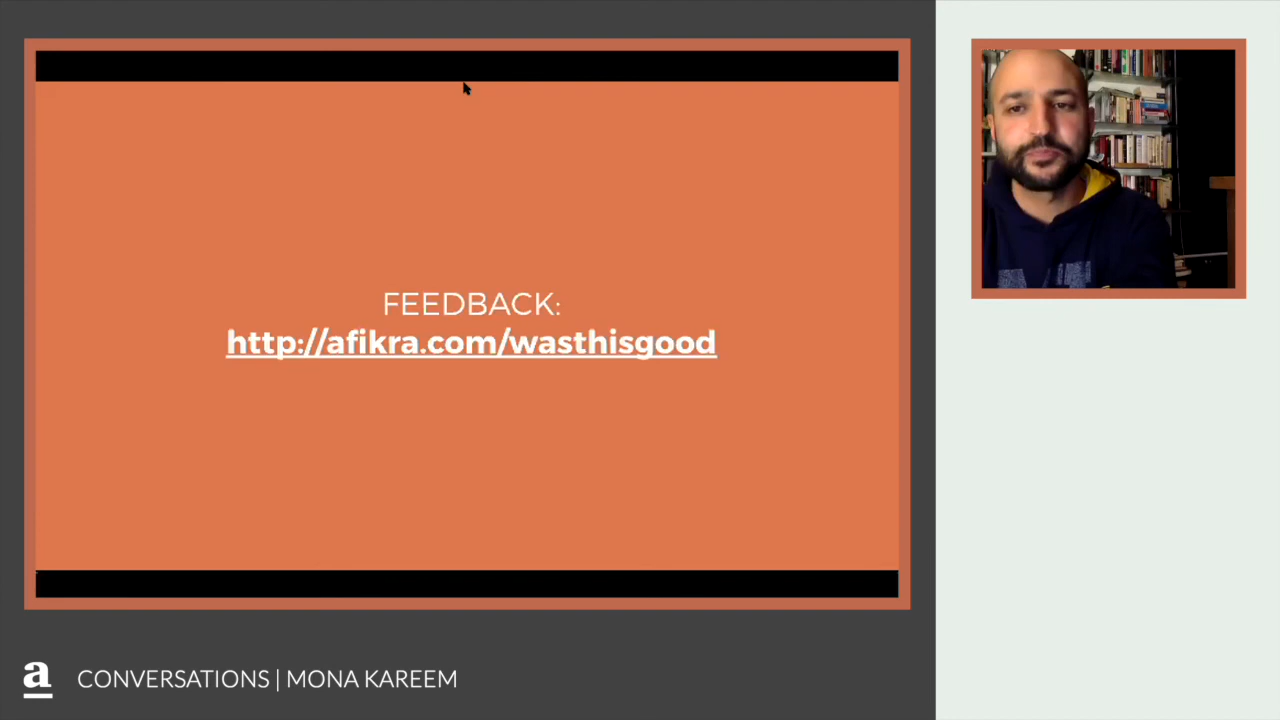 FEEDBACK:
http://afikra.com/wasthisgood
a CONVERSATIONS | MONA KAREEM